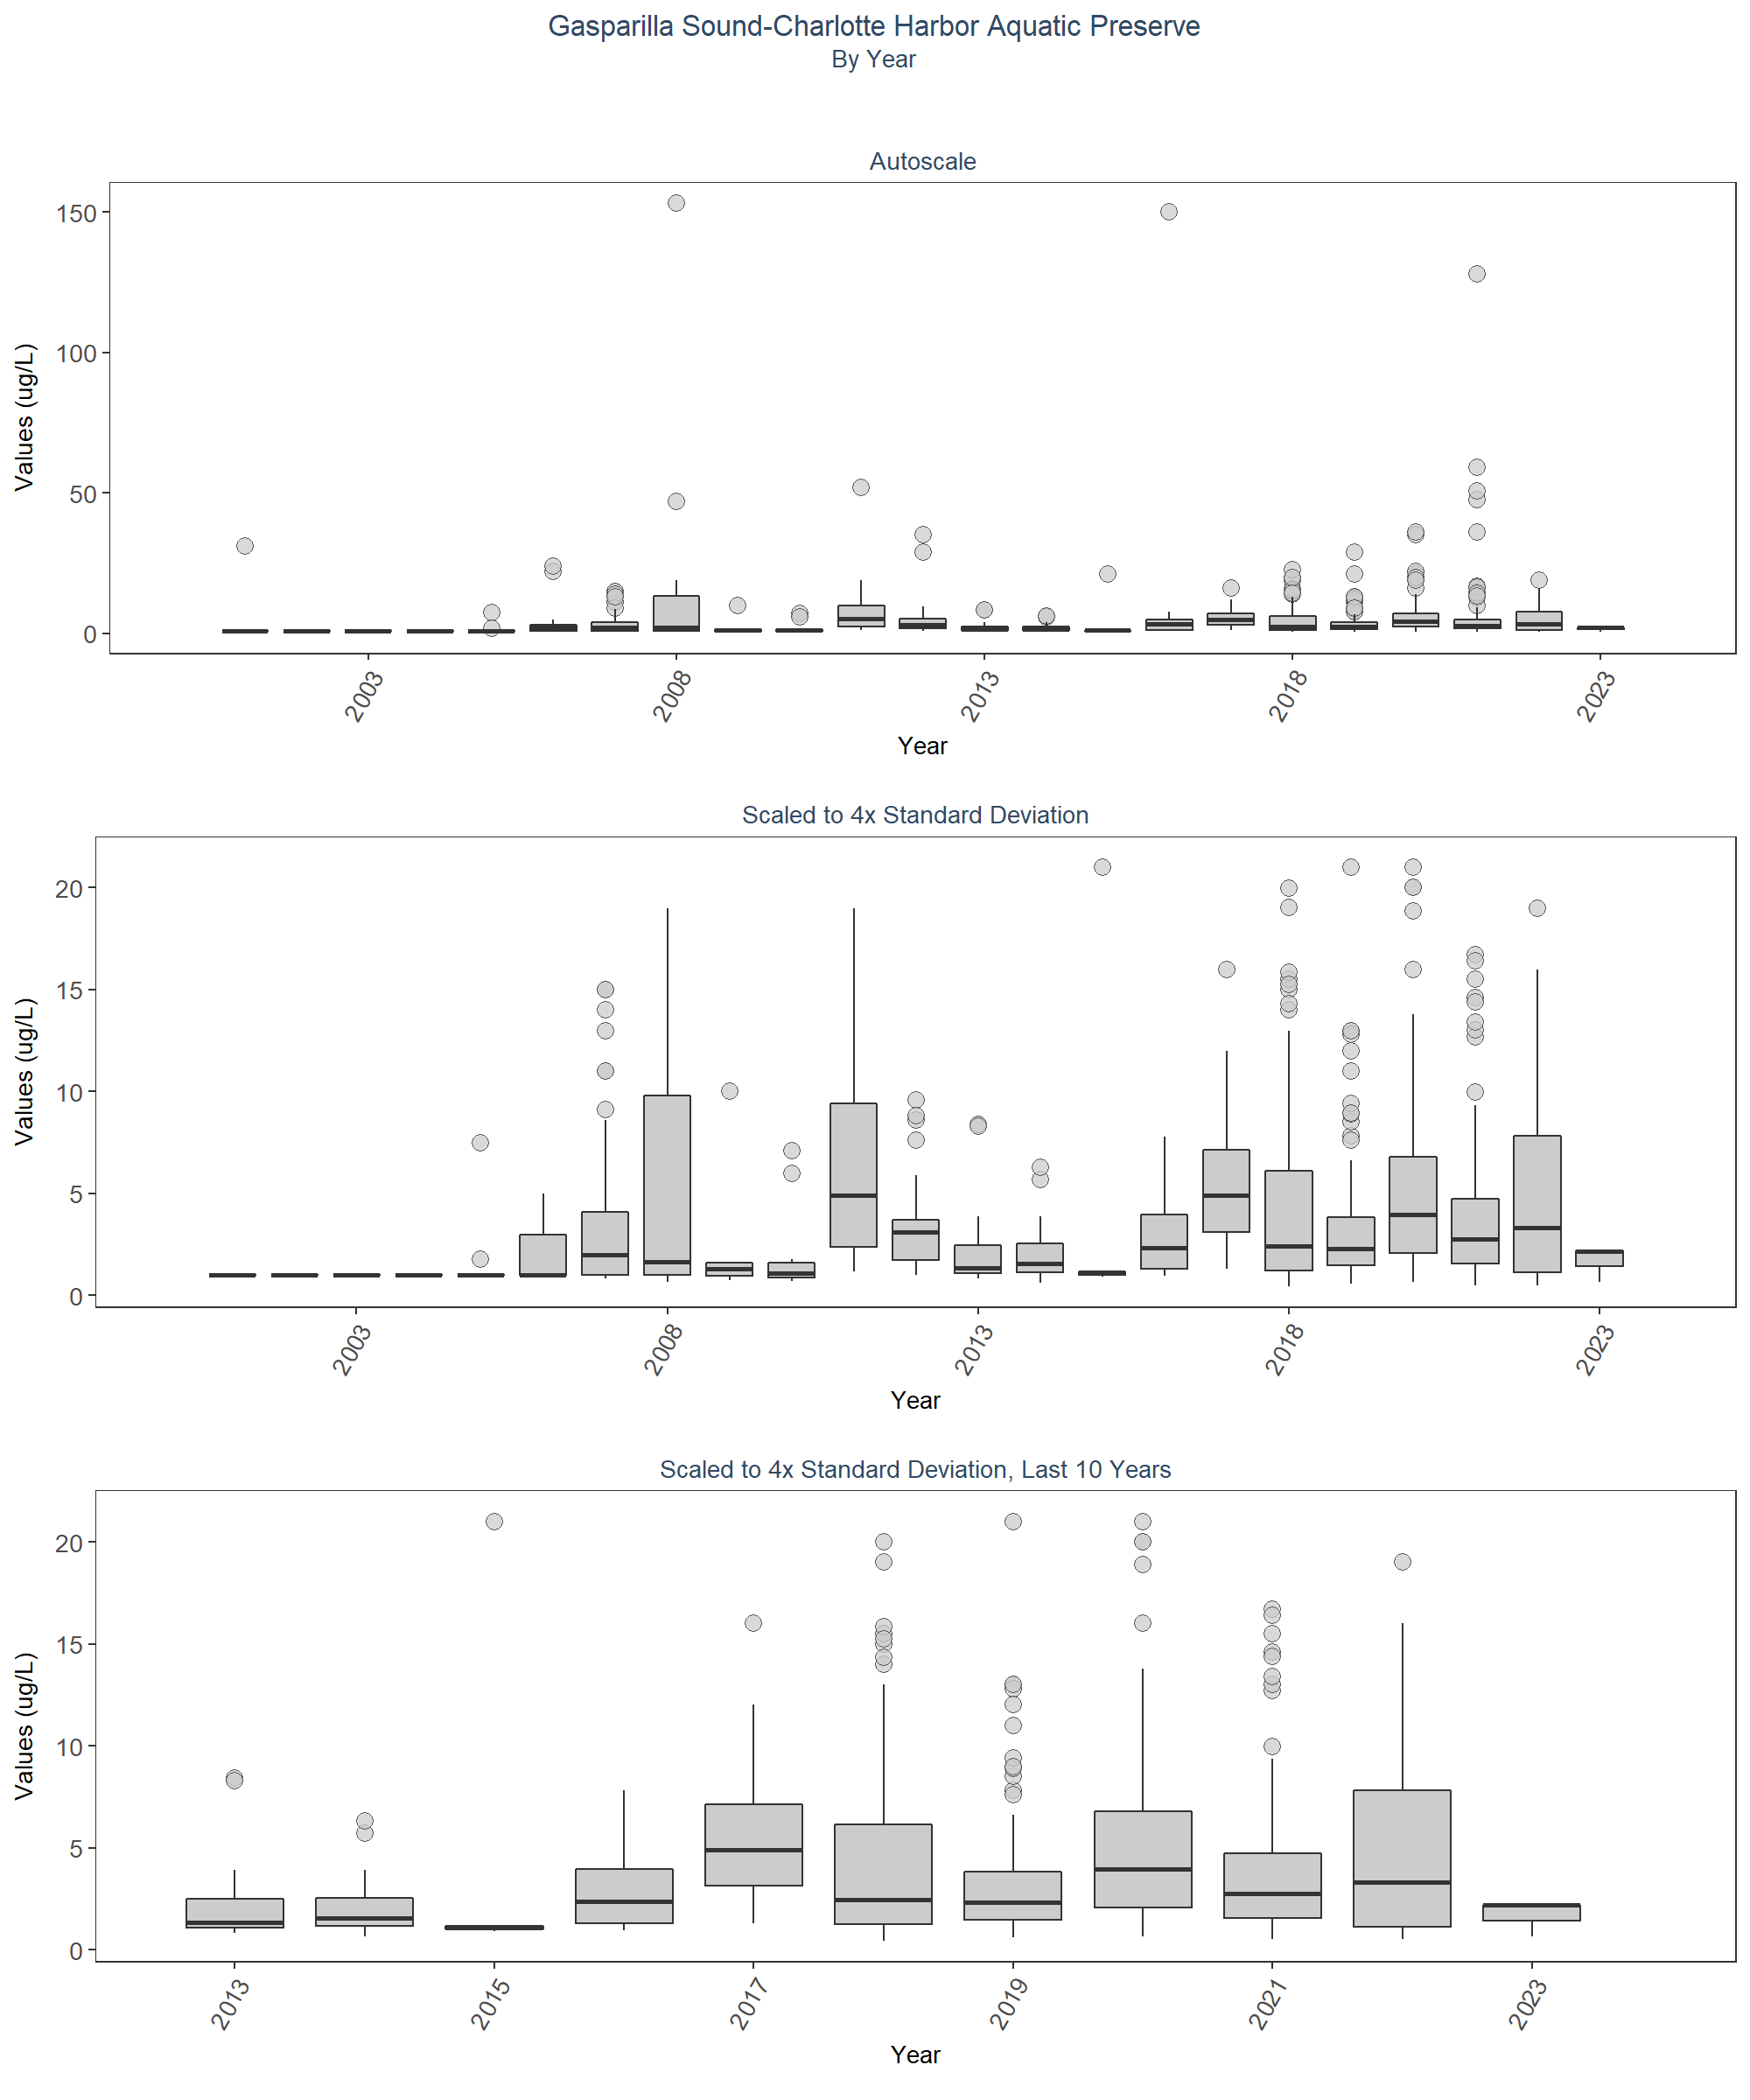 Gasparilla Sound-Charlotte Harbor Aquatic Preserve
By Year
Autoscale
Values (ug/L)
150
100
50
0
2003
2008
2013
2018
2023
Year
Scaled to 4x Standard Deviation
Values (ug/L)
20
15
10
5
0
2003
2008
2013
2018
2023
Year
Scaled to 4x Standard Deviation, Last 10 Years
Values (ug/L)
20
15
10
5
0
2013
2015
2017
2019
2021
2023
Year